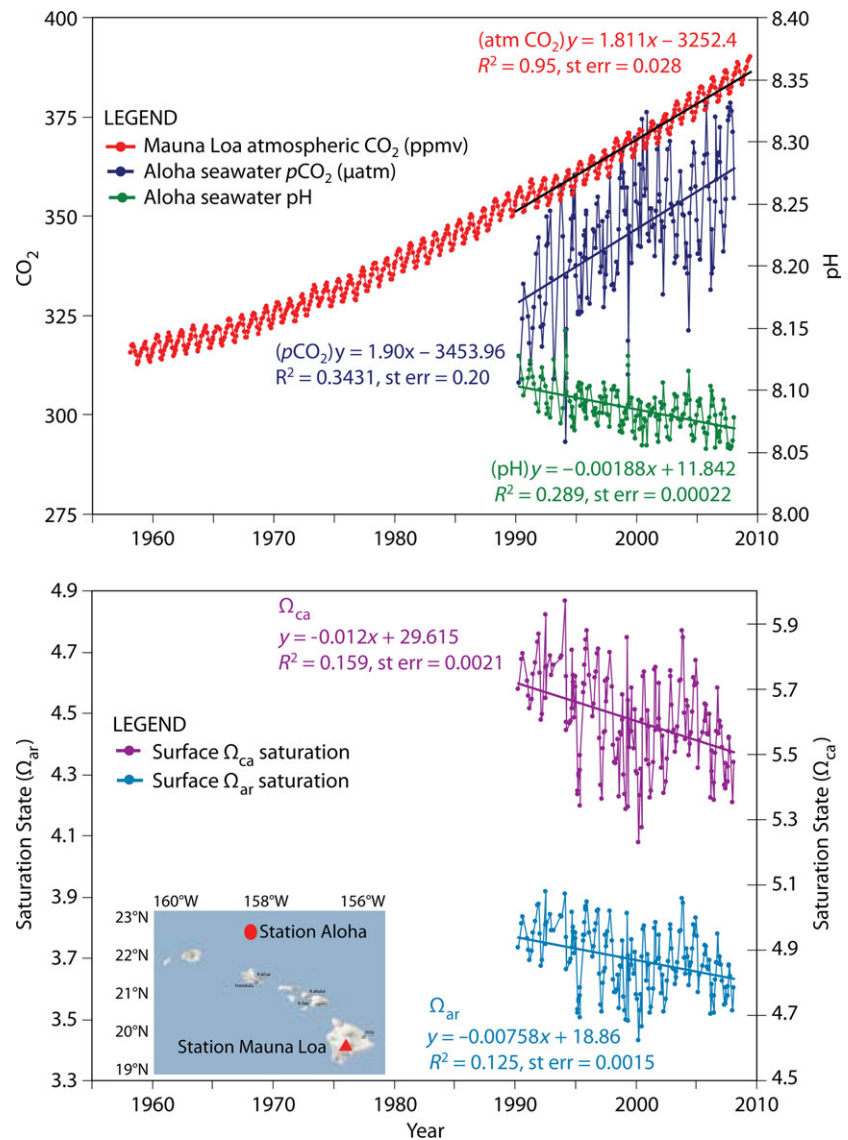 400
375
350
325
300
275
CO₂
8.40
8.35
8.30
8.25
8.20
8.15
8.10
8.05
8.00
pH
(atm CO₂) y = 1.811x – 3252.4
R² = 0.95, st err = 0.028
LEGEND
Mauna Loa atmospheric CO₂ (ppmv)
Aloha seawater pCO₂ (µatm)
Aloha seawater pH
(pCO₂) y = 1.90x – 3453.96
R² = 0.3431, st err = 0.20
(pH) y = –0.00188x + 11.842
R² = 0.289, st err = 0.00022
1960 1970 1980 1990 2000 2010
4.9
4.7
4.5
4.3
4.1
3.9
3.7
3.5
3.3
Saturation State (Ωar)
5.9
5.7
5.5
5.3
5.1
4.9
4.7
4.5
Saturation State (Ωca)
Ωca
y = -0.012x + 29.615
R² = 0.159, st err = 0.0021
LEGEND
Surface Ωca saturation
Surface Ωar saturation
160°W 158°W 156°W
23°N
22°N
21°N
20°N
19°N
Station Aloha
Station Mauna Loa
Ωar
y = –0.00758x + 18.86
R² = 0.125, st err = 0.0015
1960 1970 1980 1990 2000 2010
Year